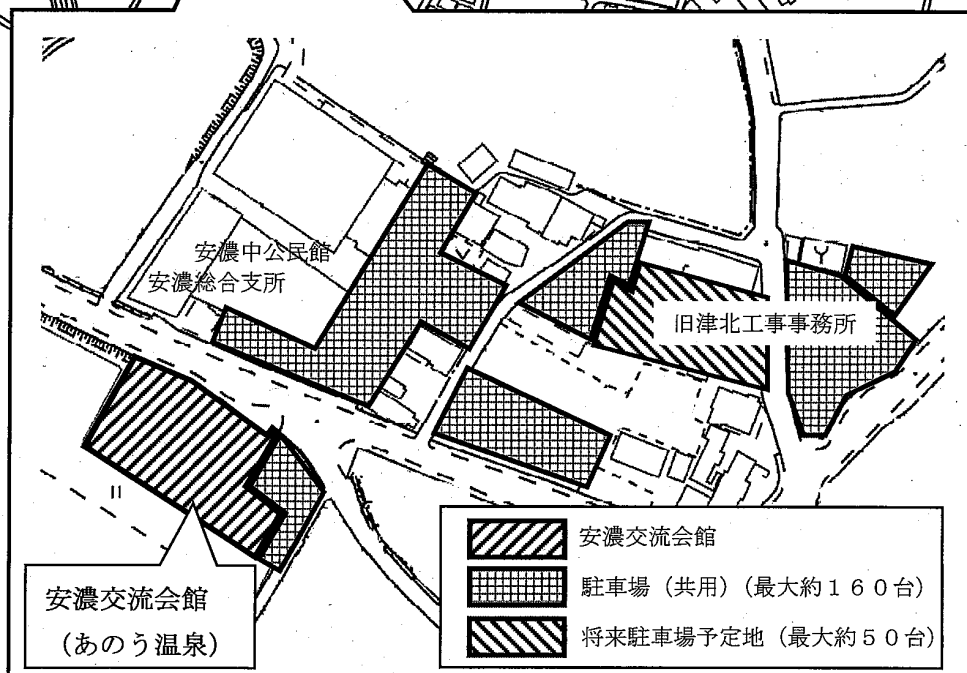 安濃中公民館
安濃総合支所
旧津北工事事務所
安濃交流会館
（あのう温泉）
安濃交流会館
駐車場（共用）（最大約１６０台）
将来駐車場予定地（最大約５０台）